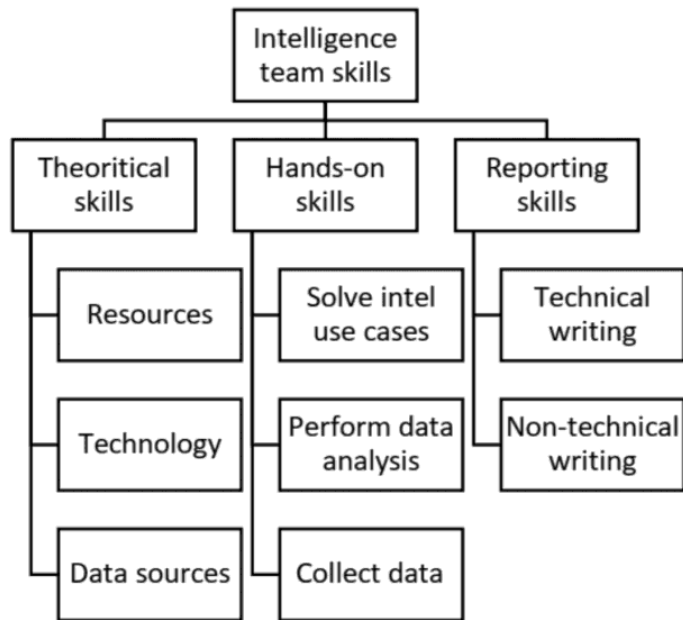 Intelligence
team skills
Theoritical
skills
Hands-on
skills
Reporting
skills
Resources
Solve intel
use cases
Technical
writing
Technology
Perform data
analysis
Non-technical
writing
Data sources
Collect data